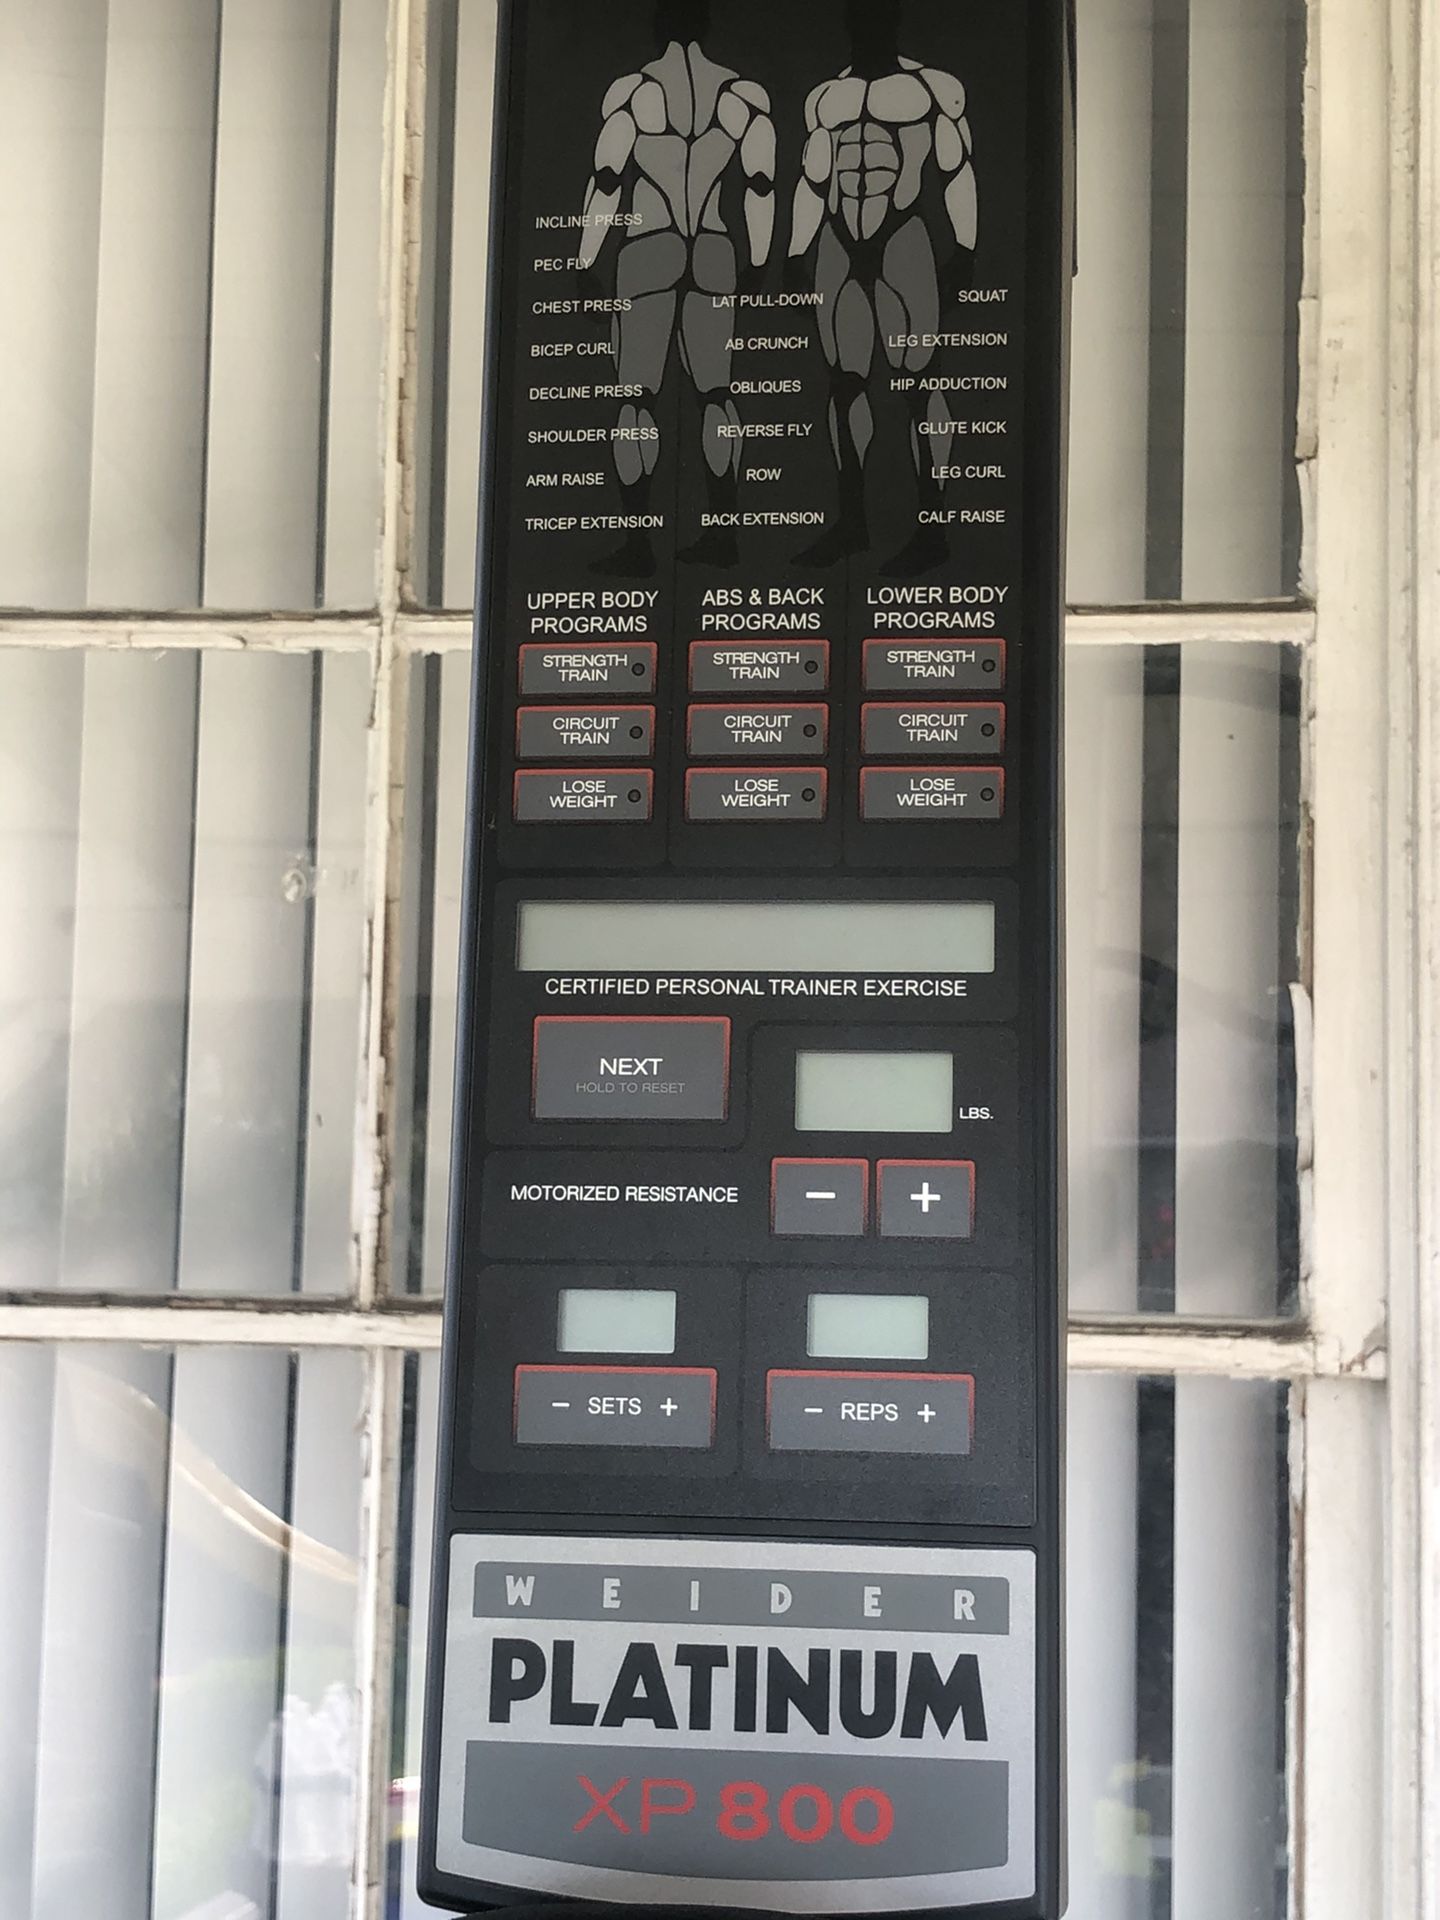 INCLINE PRESS
PEC FLY
CHEST PRESS
BICEP CURL
DECLINE PRESS
SHOULDER PRESS
ARM RAISE
TRICEP EXTENSION
LAT PULL-DOWN
AB CRUNCH
OBLIQUES
REVERSE FLY
ROW
BACK EXTENSION
SQUAT
LEG EXTENSION
HIP ADDUCTION
GLUTE KICK
LEG CURL
CALF RAISE
UPPER BODY
PROGRAMS
STRENGTH
TRAIN
CIRCUIT
TRAIN
LOSE
WEIGHT
ABS & BACK
PROGRAMS
STRENGTH
TRAIN
CIRCUIT
TRAIN
LOSE
WEIGHT
LOWER BODY
PROGRAMS
STRENGTH
TRAIN
CIRCUIT
TRAIN
LOSE
WEIGHT
CERTIFIED PERSONAL TRAINER EXERCISE
NEXT
HOLD TO RESET
LBS.
MOTORIZED RESISTANCE
− +
− SETS +
− REPS +
WEIDER
PLATINUM
XP 800